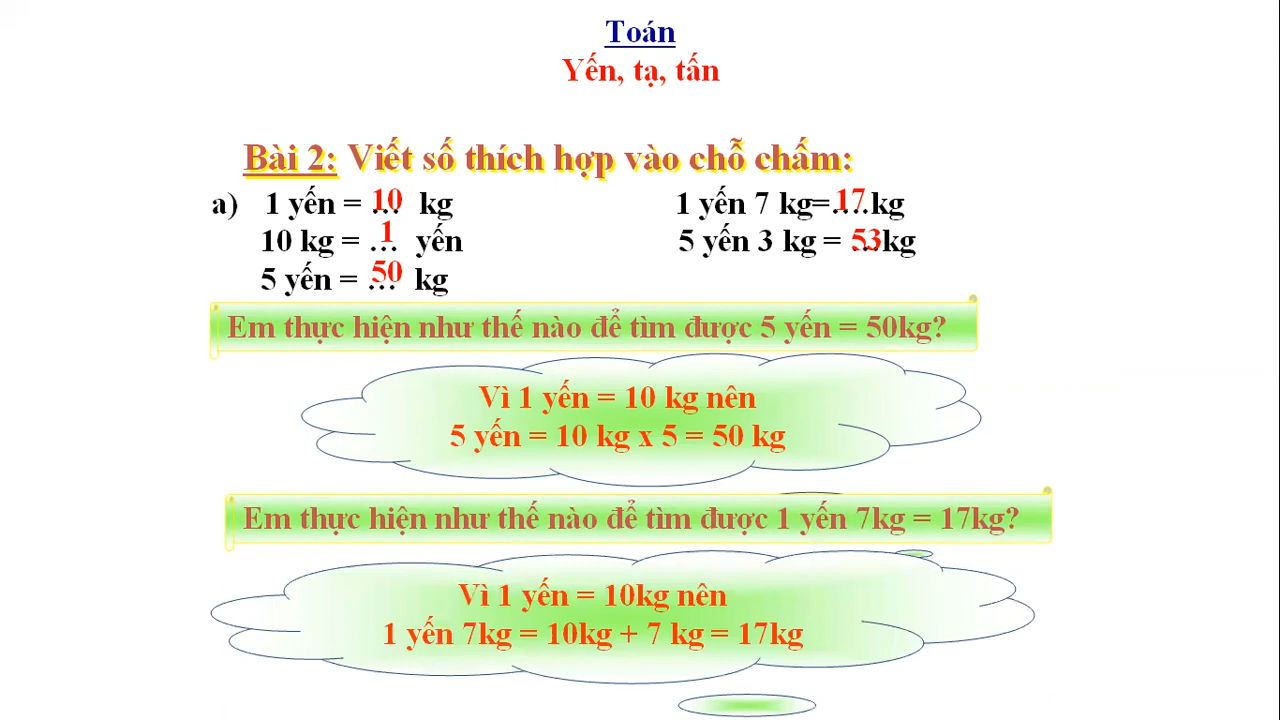 Toán
Yến, tạ, tấn
Bài 2: Viết số thích hợp vào chỗ chấm:
a) 1 yến = 10 kg
1 yến 7 kg=17kg
10 kg = 1 yến
5 yến 3 kg = 53kg
5 yến = 50 kg
Em thực hiện như thế nào để tìm được 5 yến = 50kg?
Vì 1 yến = 10 kg nên
5 yến = 10 kg x 5 = 50 kg
Em thực hiện như thế nào để tìm được 1 yến 7kg = 17kg?
Vì 1 yến = 10kg nên
1 yến 7kg = 10kg + 7 kg = 17kg